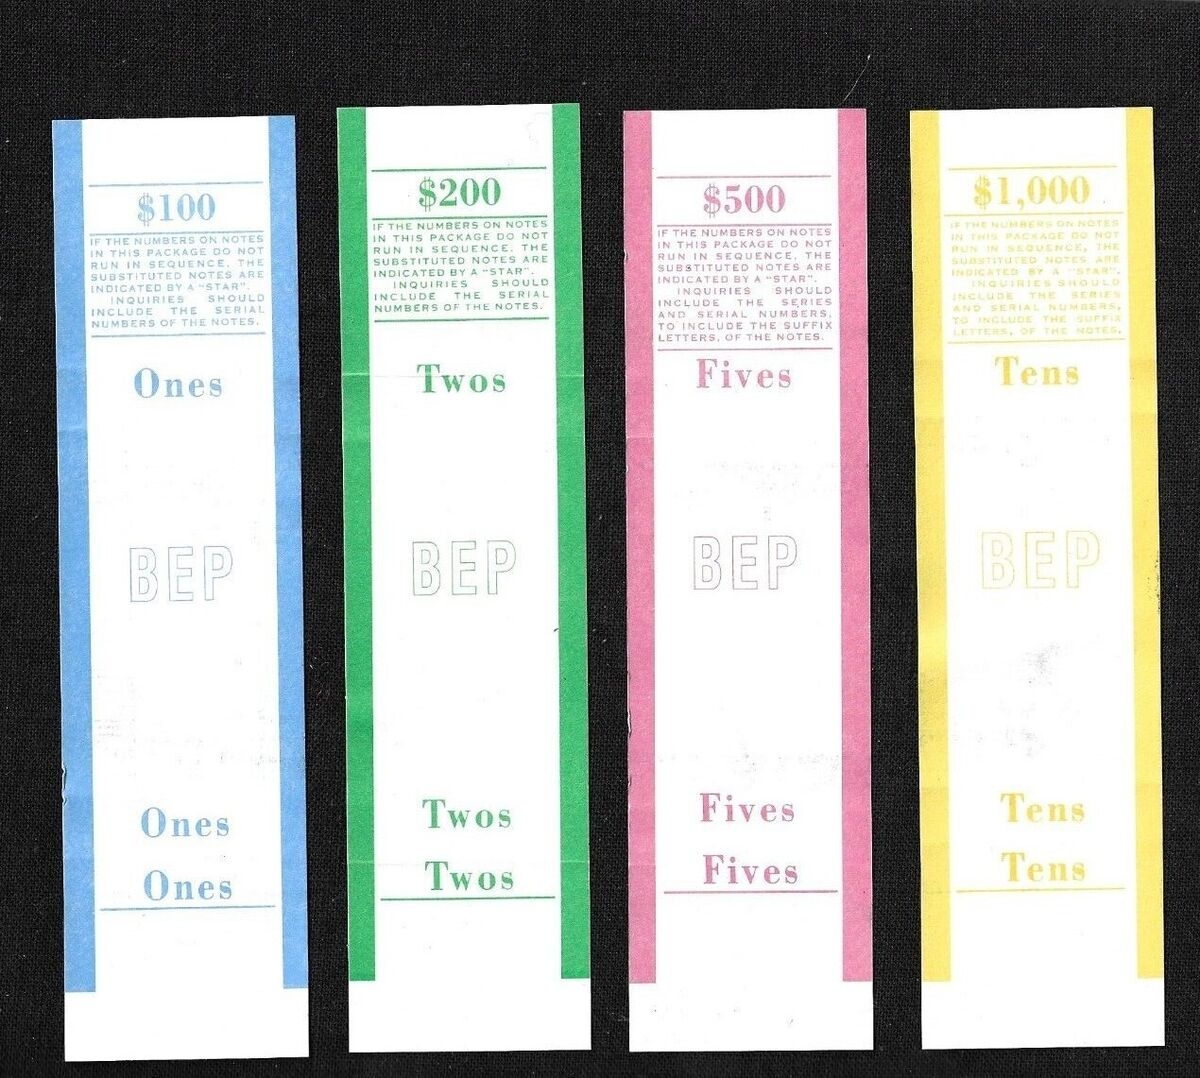 $100
IF THE NUMBERS ON NOTES
IN THIS PACKAGE DO NOT
RUN IN SEQUENCE, THE
SUBSTITUTED NOTES ARE
INDICATED BY A "STAR".
INQUIRIES SHOULD
INCLUDE THE SERIAL
NUMBERS OF THE NOTES.
Ones
BEP
Ones
Ones
$200
IF THE NUMBERS ON NOTES
IN THIS PACKAGE DO NOT
RUN IN SEQUENCE, THE
SUBSTITUTED NOTES ARE
INDICATED BY A "STAR".
INQUIRIES SHOULD
INCLUDE THE SERIAL
NUMBERS OF THE NOTES.
Twos
BEP
Twos
Twos
$500
IF THE NUMBERS ON NOTES
IN THIS PACKAGE DO NOT
RUN IN SEQUENCE, THE
SUBSTITUTED NOTES ARE
INDICATED BY A "STAR".
INQUIRIES SHOULD
INCLUDE THE SERIES
AND SERIAL NUMBERS,
TO INCLUDE THE SUFFIX
LETTERS, OF THE NOTES.
Fives
BEP
Fives
Fives
$1,000
IF THE NUMBERS ON NOTES
IN THIS PACKAGE DO NOT
RUN IN SEQUENCE, THE
SUBSTITUTED NOTES ARE
INDICATED BY A "STAR".
INQUIRIES SHOULD
INCLUDE THE SERIES
AND SERIAL NUMBERS,
TO INCLUDE THE SUFFIX
LETTERS, OF THE NOTES.
Tens
BEP
Tens
Tens